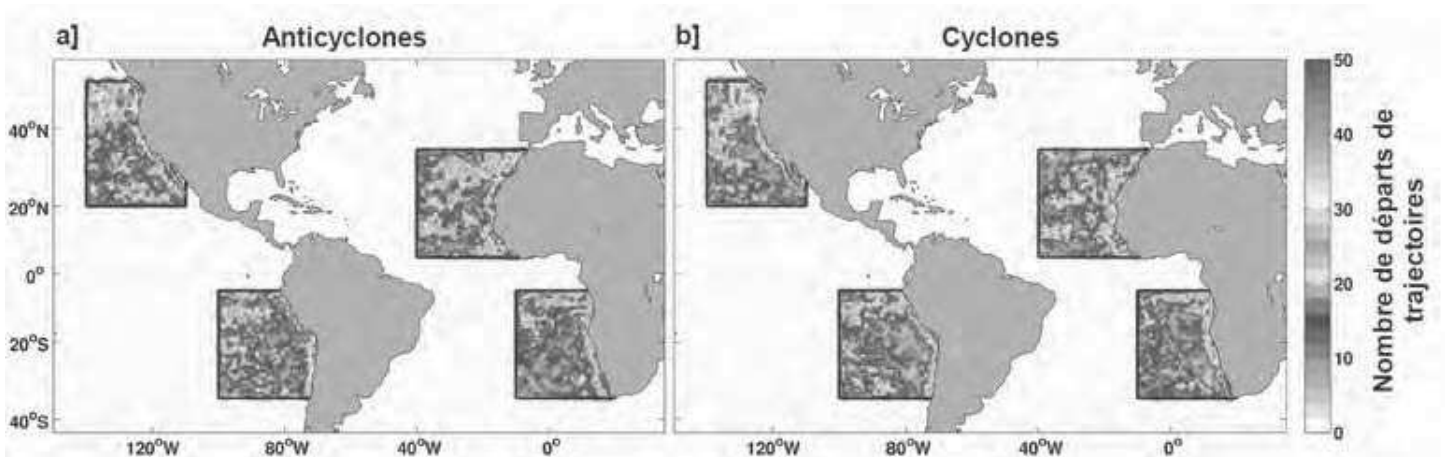 a] Anticyclones
b] Cyclones
40°N
20°N
0°
20°S
40°S
120°W 80°W 40°W 0°
120°W 80°W 40°W 0°
50
40
30
20
10
0
Nombre de départs de
trajectoires